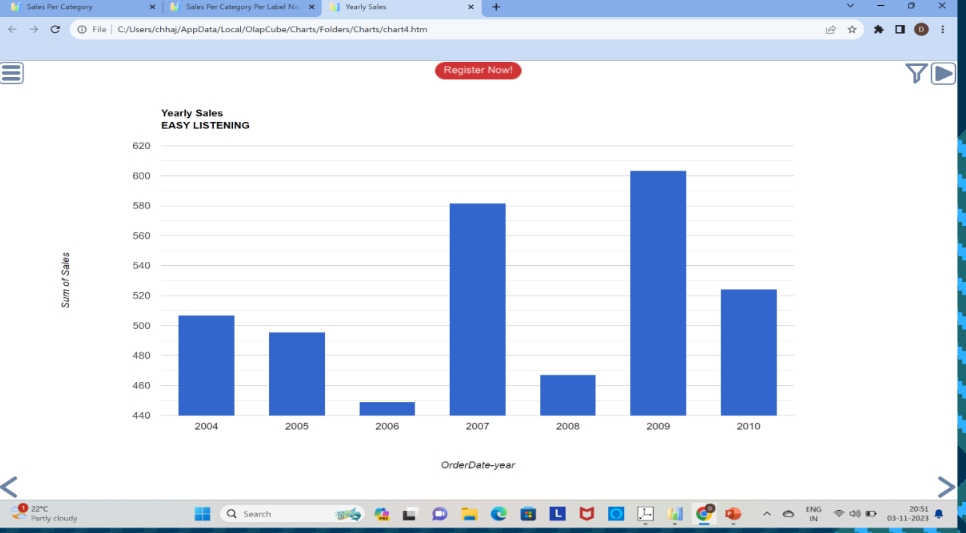 Sales Per Category
Sales Per Category Per Label Nu
Yearly Sales
File
C:/Users/chhaj/AppData/Local/OlapCube/Charts/Folders/Charts/chart4.htm
D
Register Now!
Yearly Sales
EASY LISTENING
620
600
580
560
540
520
500
480
460
440
Sum of Sales
2004 2005 2006 2007 2008 2009 2010
OrderDate-year
1
22°C
Partly cloudy
Search
PRE
L
D
P
ENG
IN
20:51
03-11-2023